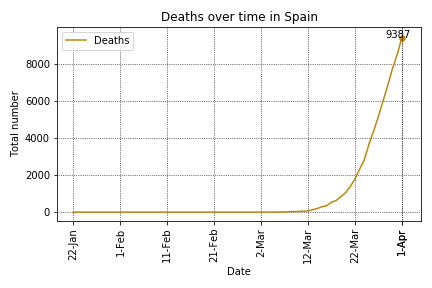 Deaths over time in Spain
9387
Deaths
8000
6000
4000
2000
0
Total number
22-Jan
1-Feb
11-Feb
21-Feb
2-Mar
12-Mar
22-Mar
1-Apr
Date